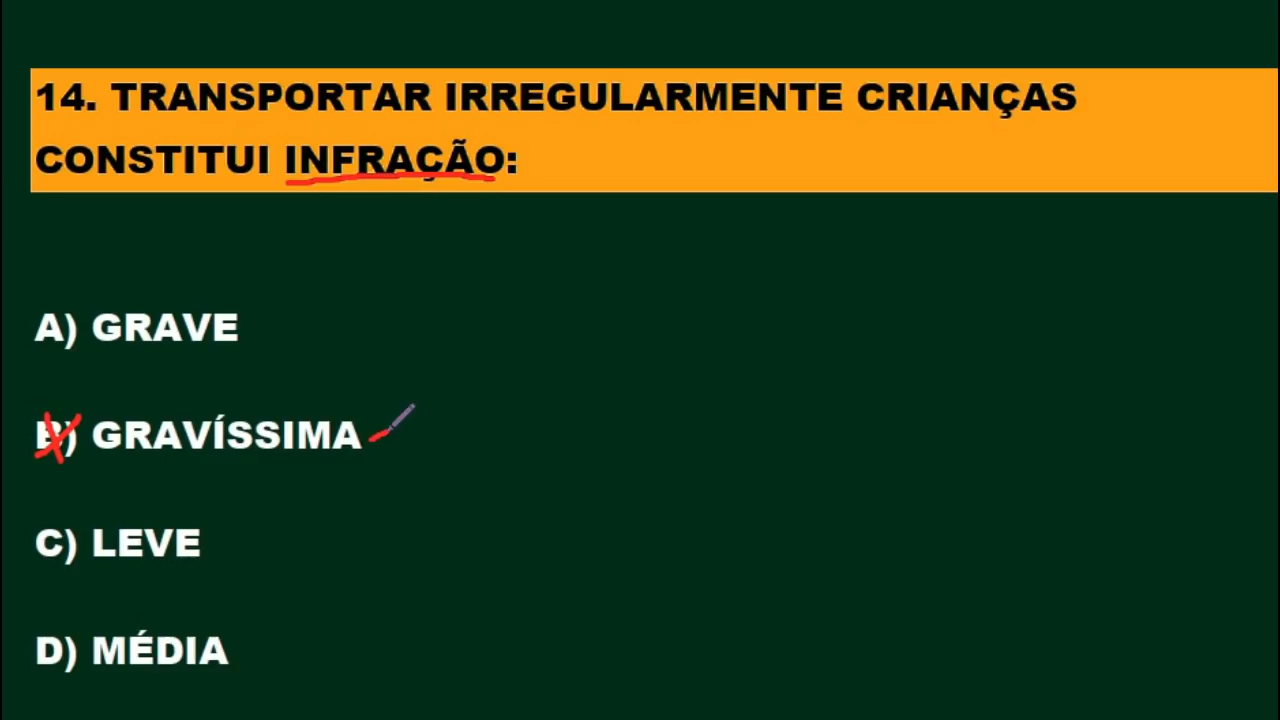 14. TRANSPORTAR IRREGULARMENTE CRIANÇAS
CONSTITUI INFRAÇÃO:
A) GRAVE
B) GRAVÍSSIMA
C) LEVE
D) MÉDIA